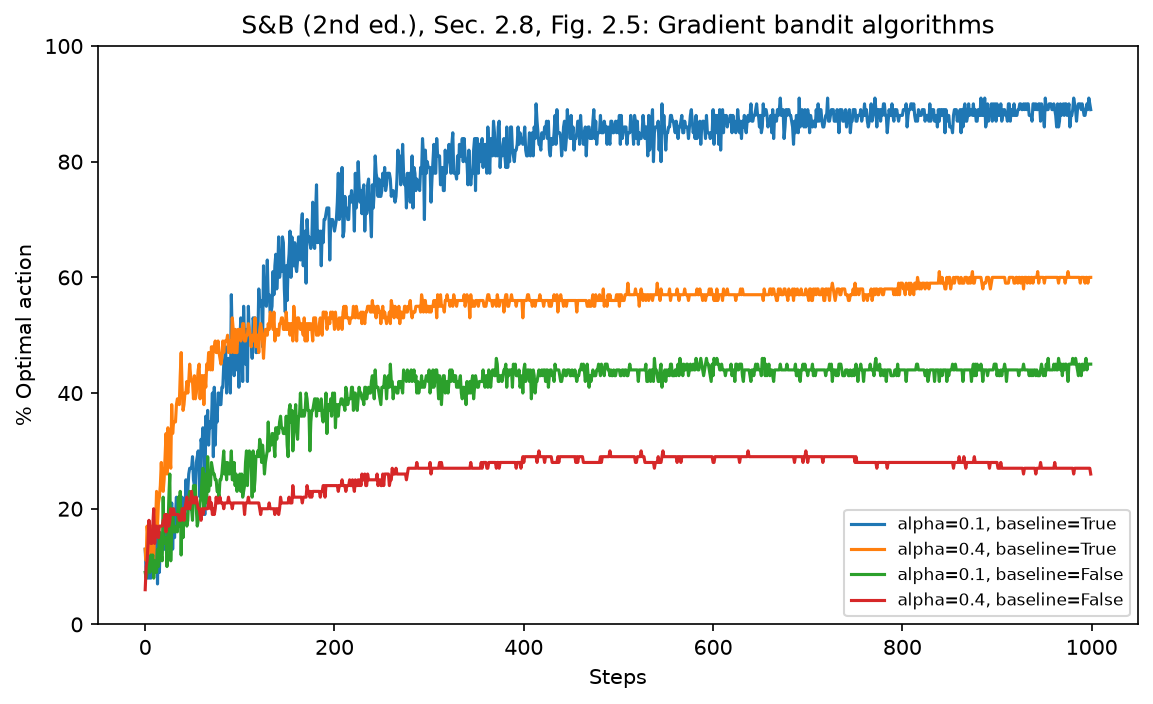 S&B (2nd ed.), Sec. 2.8, Fig. 2.5: Gradient bandit algorithms
100
80
60
40
20
0
% Optimal action
0 200 400 600 800 1000
Steps
alpha=0.1, baseline=True
alpha=0.4, baseline=True
alpha=0.1, baseline=False
alpha=0.4, baseline=False